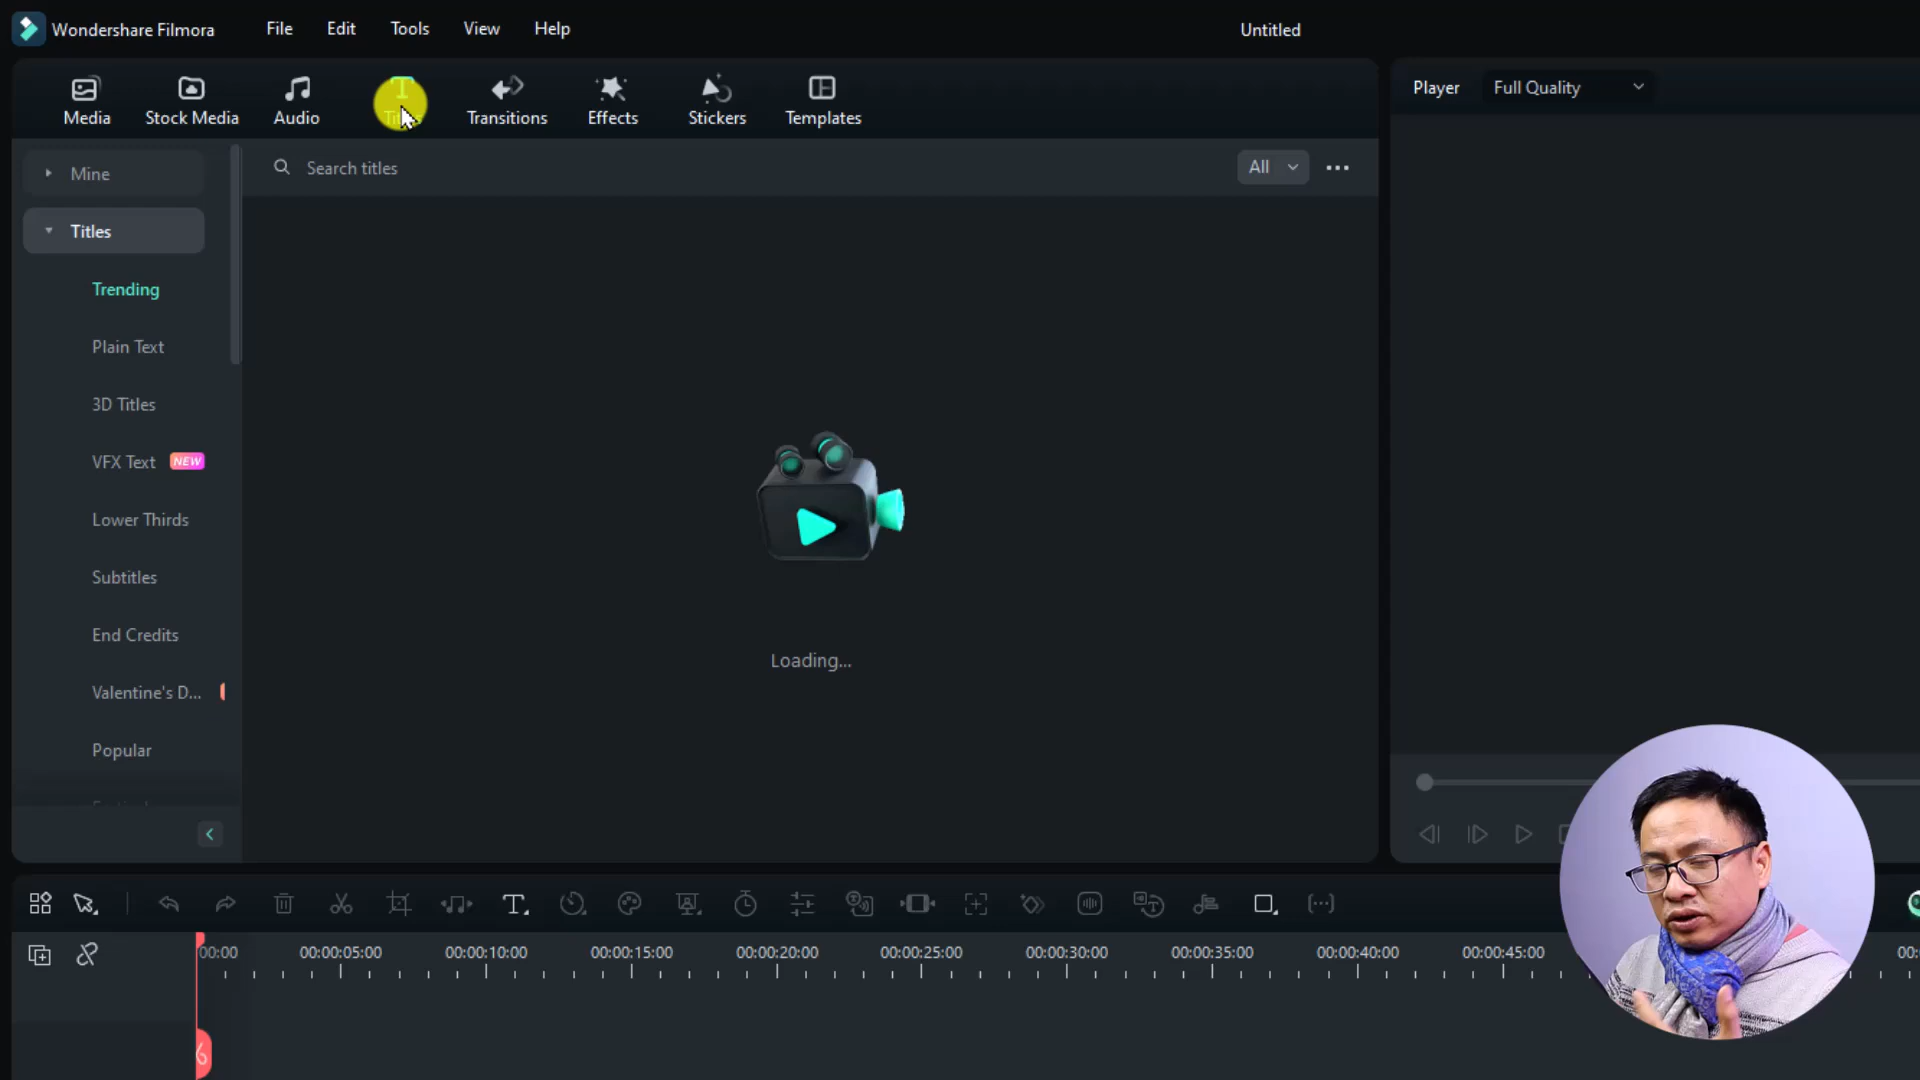 Wondershare Filmora
File
Edit
Tools
View
Help
Untitled
Media
Stock Media
Audio
Transitions
Effects
Stickers
Templates
Player
Full Quality
Mine
Search titles
All
Titles
Trending
Plain Text
3D Titles
VFX Text NEW
Lower Thirds
Subtitles
End Credits
Valentine's D...
Popular
Loading...
00:00
00:00:05:00
00:00:10:00
00:00:15:00
00:00:20:00
00:00:25:00
00:00:30:00
00:00:35:00
00:00:40:00
00:00:45:00
00:0